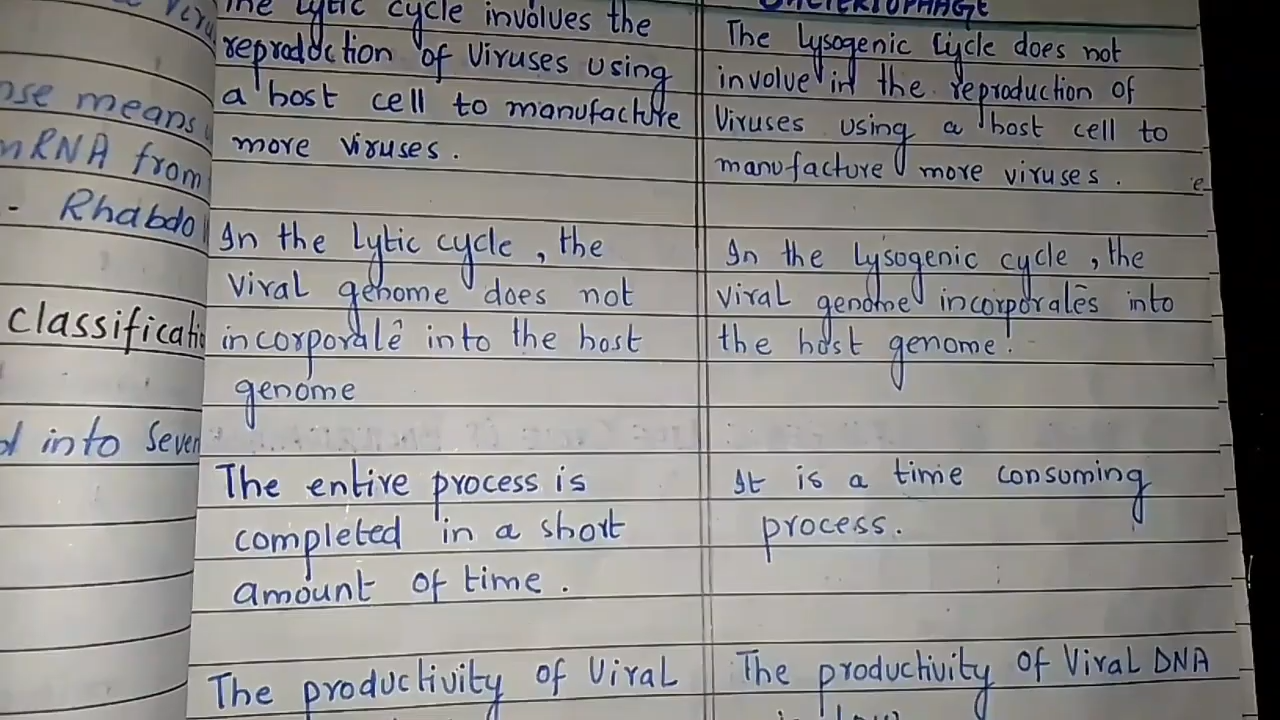 BACTERIOPHAGE
The Lytic cycle involves the
reproduction of Viruses using
a host cell to manufacture
more viruses.
The Lysogenic Cycle does not
involve in the reproduction of
Viruses using a host cell to
manufacture more viruses.
nse means
mRNA from
- Rhabdo
In the Lytic cycle, the
Viral genome does not
incorporate into the host
genome
In the Lysogenic cycle, the
viral genome incorporates into
the host genome.
classificatio
d into Seven
The entire process is
completed in a short
amount of time.
It is a time consoming
process.
The productivity of Viral
The productivity of Viral DNA